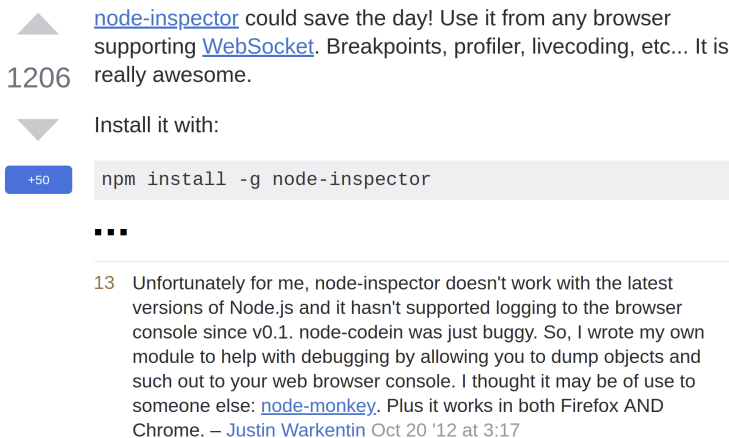 node-inspector could save the day! Use it from any browser
supporting WebSocket. Breakpoints, profiler, livecoding, etc... It is
really awesome.
1206
Install it with:
+50
npm install -g node-inspector
...
13 Unfortunately for me, node-inspector doesn't work with the latest
versions of Node.js and it hasn't supported logging to the browser
console since v0.1. node-codein was just buggy. So, I wrote my own
module to help with debugging by allowing you to dump objects and
such out to your web browser console. I thought it may be of use to
someone else: node-monkey. Plus it works in both Firefox AND
Chrome. – Justin Warkentin Oct 20 '12 at 3:17